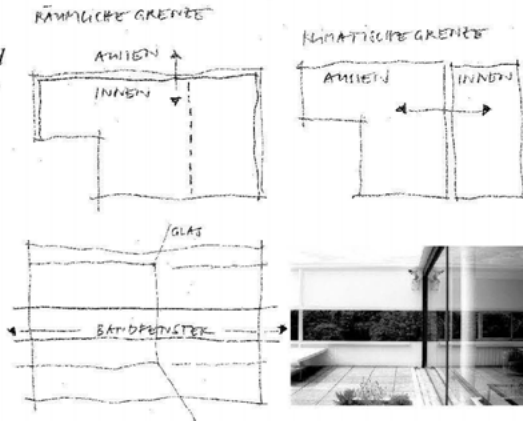 RÄUMLICHE GRENZE
AUSSEN
INNEN
KLIMATISCHE GRENZE
AUSSEN
INNEN
GLAS
BANDFENSTER